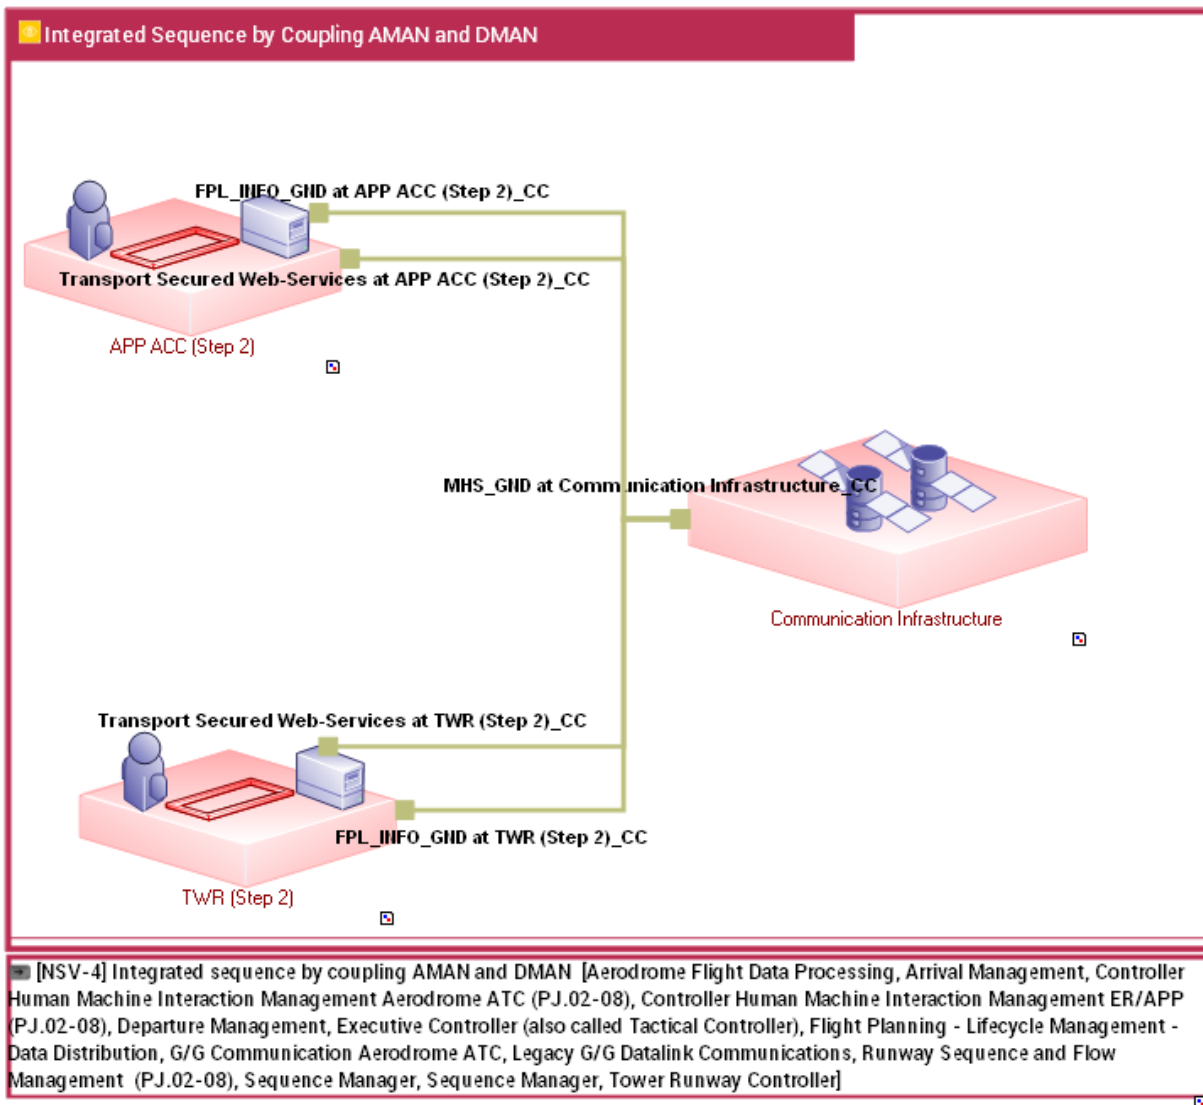 Integrated Sequence by Coupling AMAN and DMAN
FPL_INFO_GND at APP ACC (Step 2)_CC
Transport Secured Web-Services at APP ACC (Step 2)_CC
APP ACC (Step 2)
MHS_GND at Communication Infrastructure_CC
Communication Infrastructure
Transport Secured Web-Services at TWR (Step 2)_CC
FPL_INFO_GND at TWR (Step 2)_CC
TWR (Step 2)
[NSV-4] Integrated sequence by coupling AMAN and DMAN [Aerodrome Flight Data Processing, Arrival Management, Controller
Human Machine Interaction Management Aerodrome ATC (PJ.02-08), Controller Human Machine Interaction Management ER/APP
(PJ.02-08), Departure Management, Executive Controller (also called Tactical Controller), Flight Planning - Lifecycle Management -
Data Distribution, G/G Communication Aerodrome ATC, Legacy G/G Datalink Communications, Runway Sequence and Flow
Management (PJ.02-08), Sequence Manager, Sequence Manager, Tower Runway Controller]